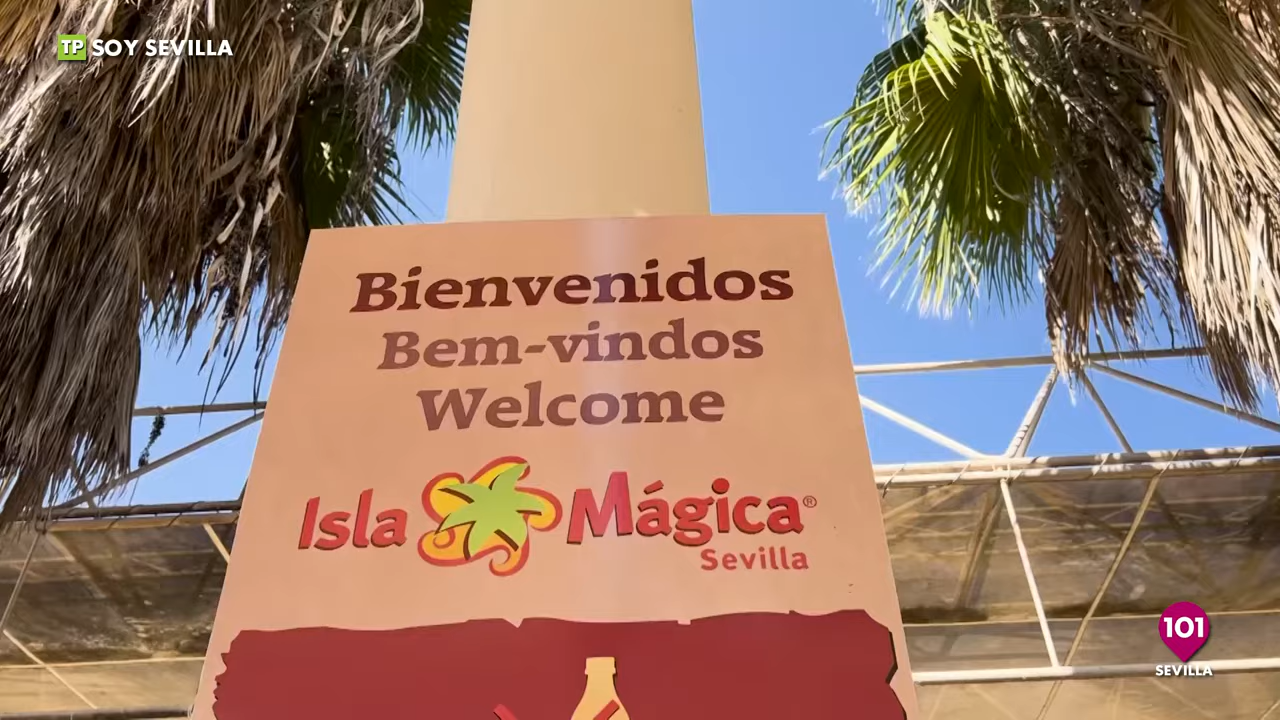 TP SOY SEVILLA
Bienvenidos
Bem-vindos
Welcome
Isla Mágica®
Sevilla
101
SEVILLA